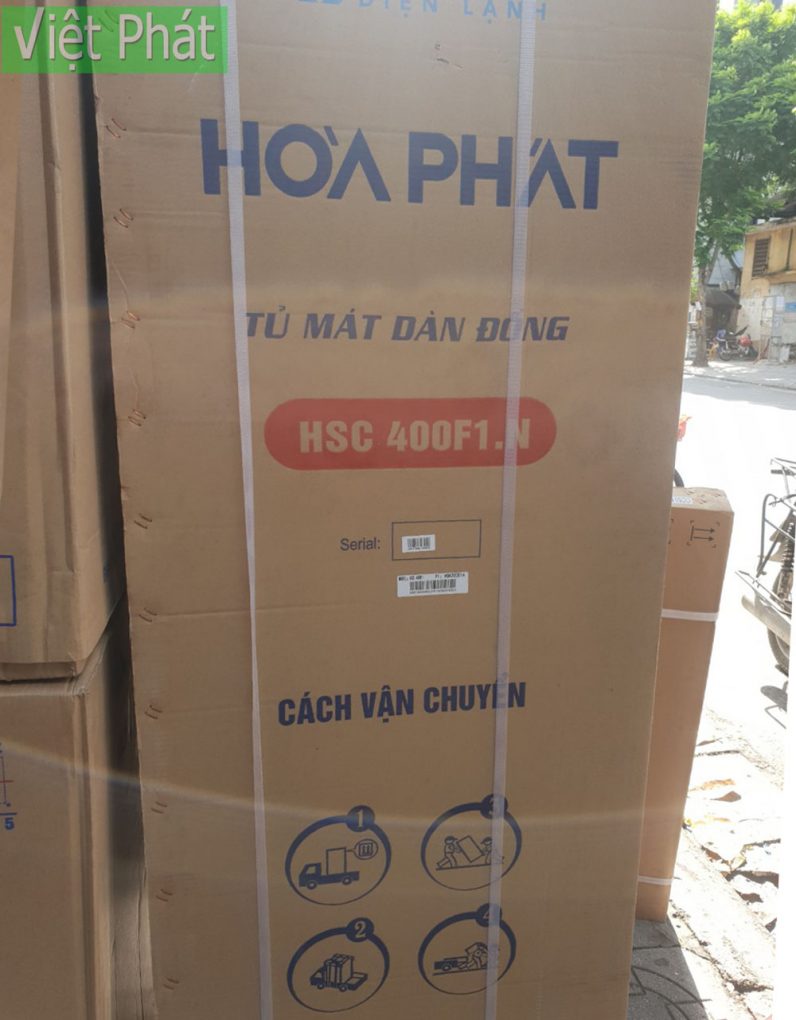 Việt Phát
ĐIỆN LẠNH
HÒA PHÁT
TỦ MÁT DÀN ĐỒNG
HSC 400F1.N
Serial:
CÁCH VẬN CHUYỂN
1
3
2
4
5